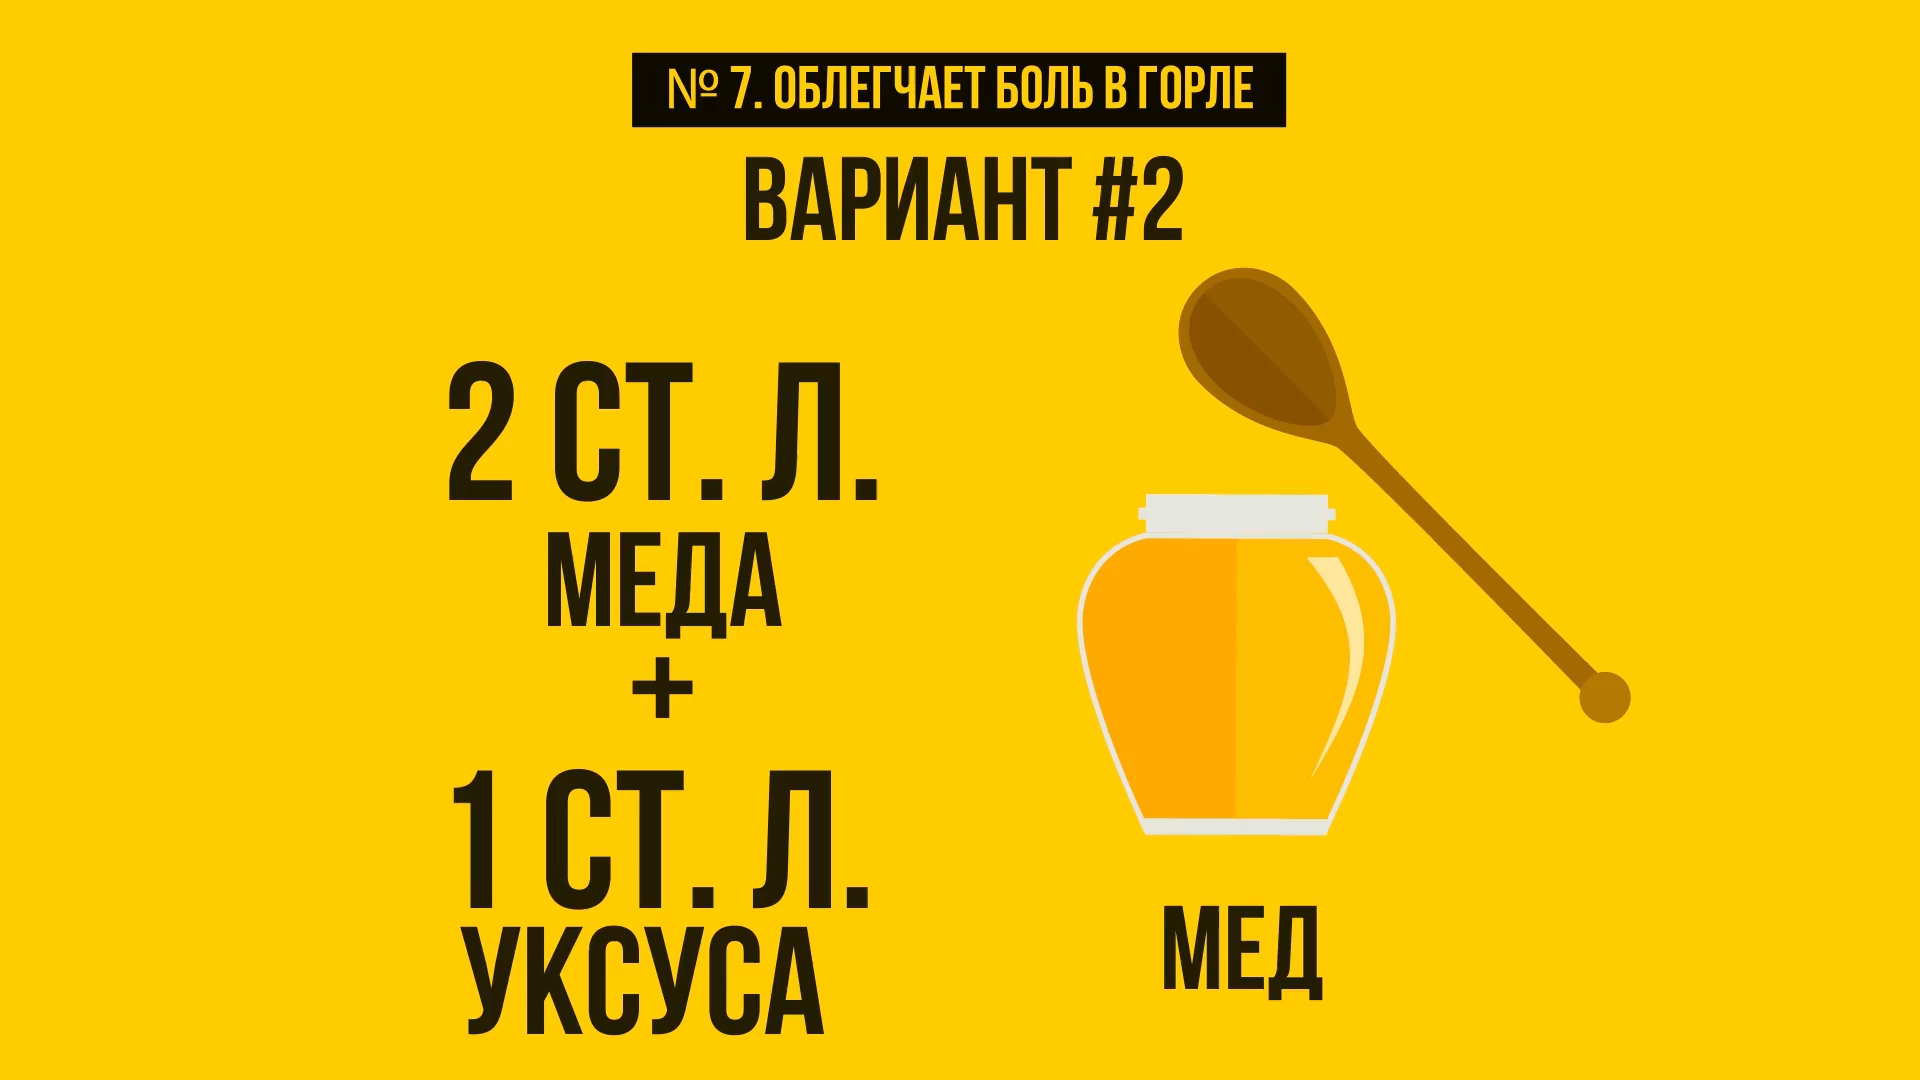 № 7. ОБЛЕГЧАЕТ БОЛЬ В ГОРЛЕ
ВАРИАНТ #2
2 СТ. Л.
МЕДА
+
1 СТ. Л.
УКСУСА
МЕД